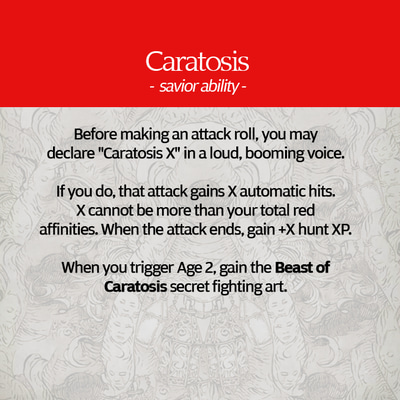 Caratosis
- savior ability -
Before making an attack roll, you may
declare "Caratosis X" in a loud, booming voice.
If you do, that attack gains X automatic hits.
X cannot be more than your total red
affinities. When the attack ends, gain +X hunt XP.
When you trigger Age 2, gain the Beast of
Caratosis secret fighting art.